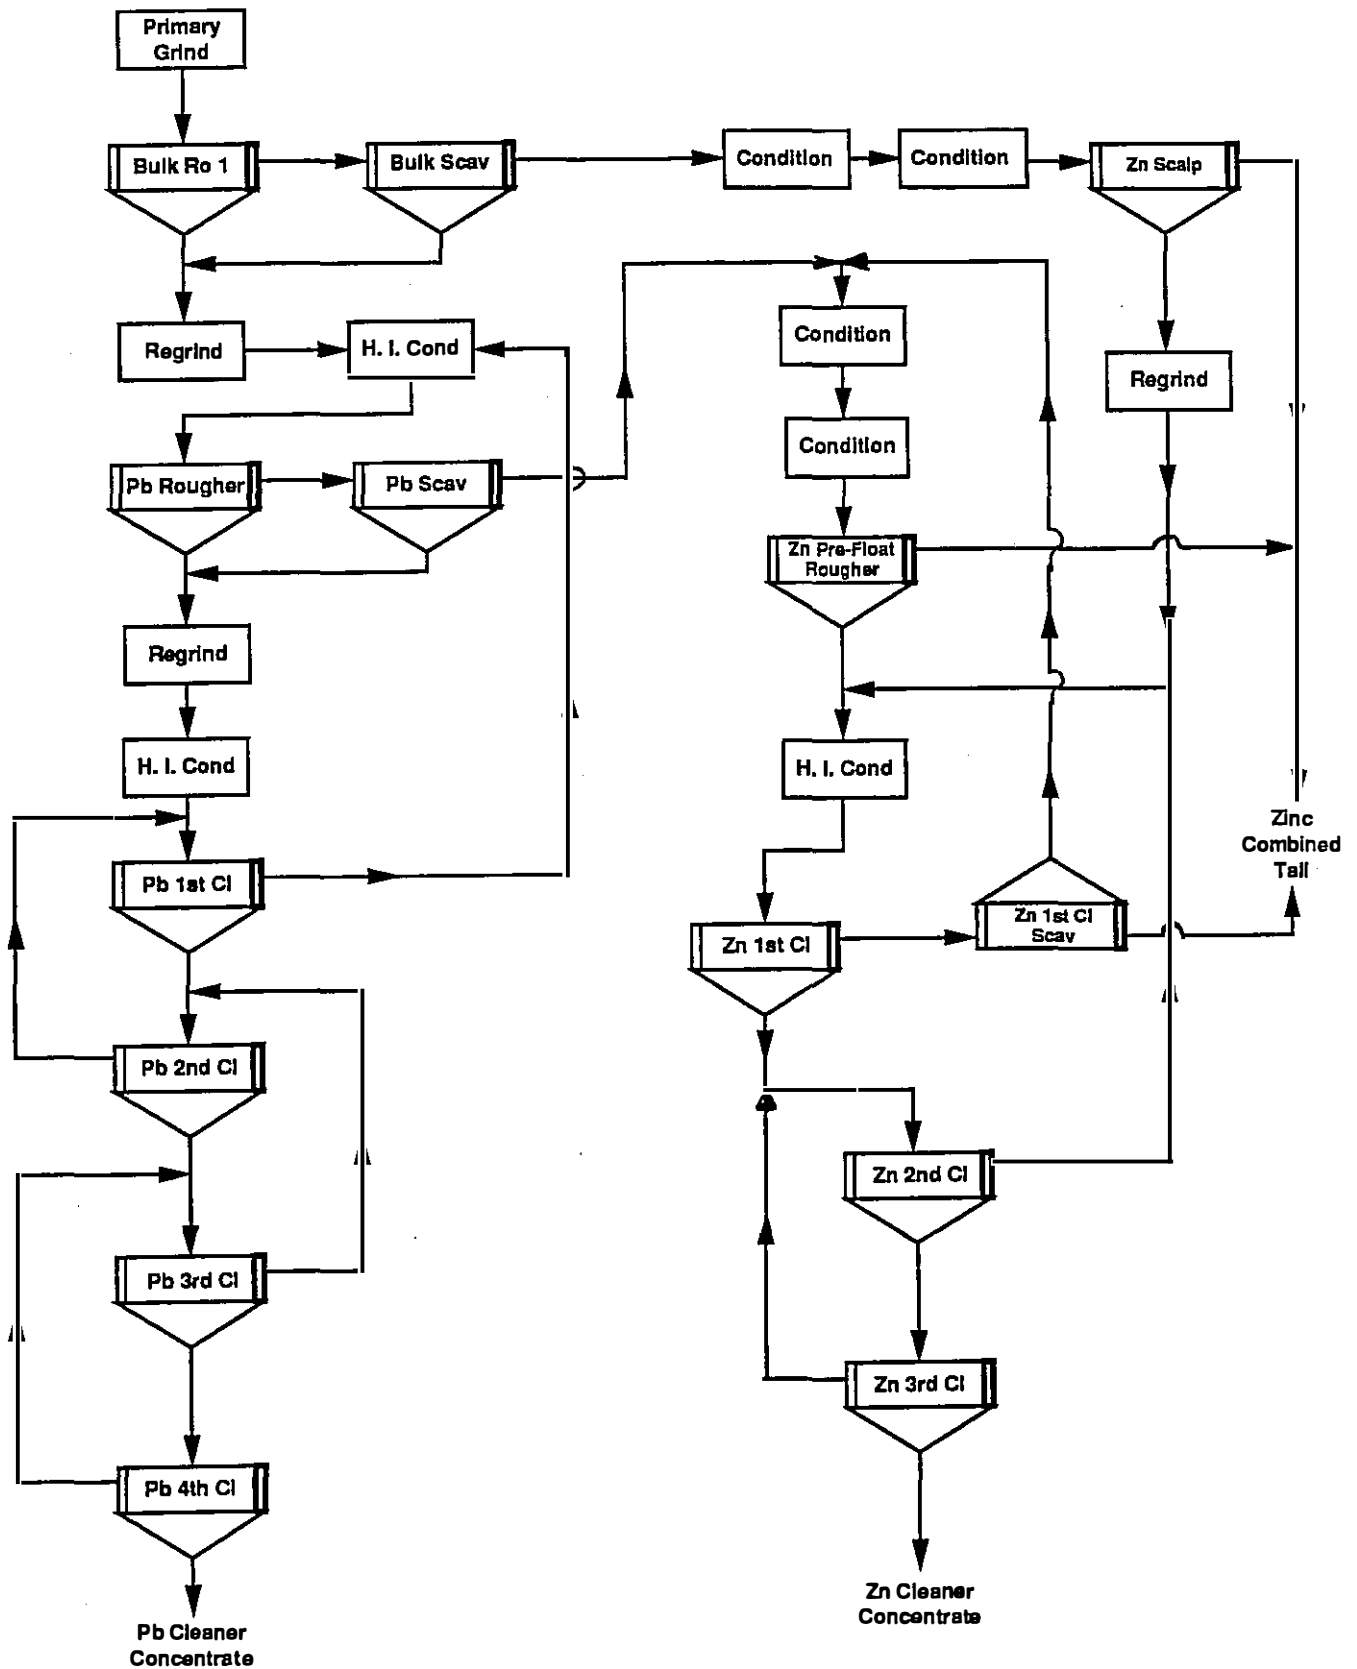 Primary
Grind
Bulk Ro 1
Bulk Scav
Condition
Condition
Zn Scalp
Regrind
H. I. Cond
Condition
Regrind
Condition
Pb Rougher
Pb Scav
Zn Pre-Float
Rougher
Regrind
H. I. Cond
H. I. Cond
Zinc
Combined
Tail
Pb 1st Cl
Zn 1st Cl
Zn 1st Cl
Scav
Pb 2nd Cl
Zn 2nd Cl
Pb 3rd Cl
Zn 3rd Cl
Pb 4th Cl
Zn Cleaner
Concentrate
Pb Cleaner
Concentrate